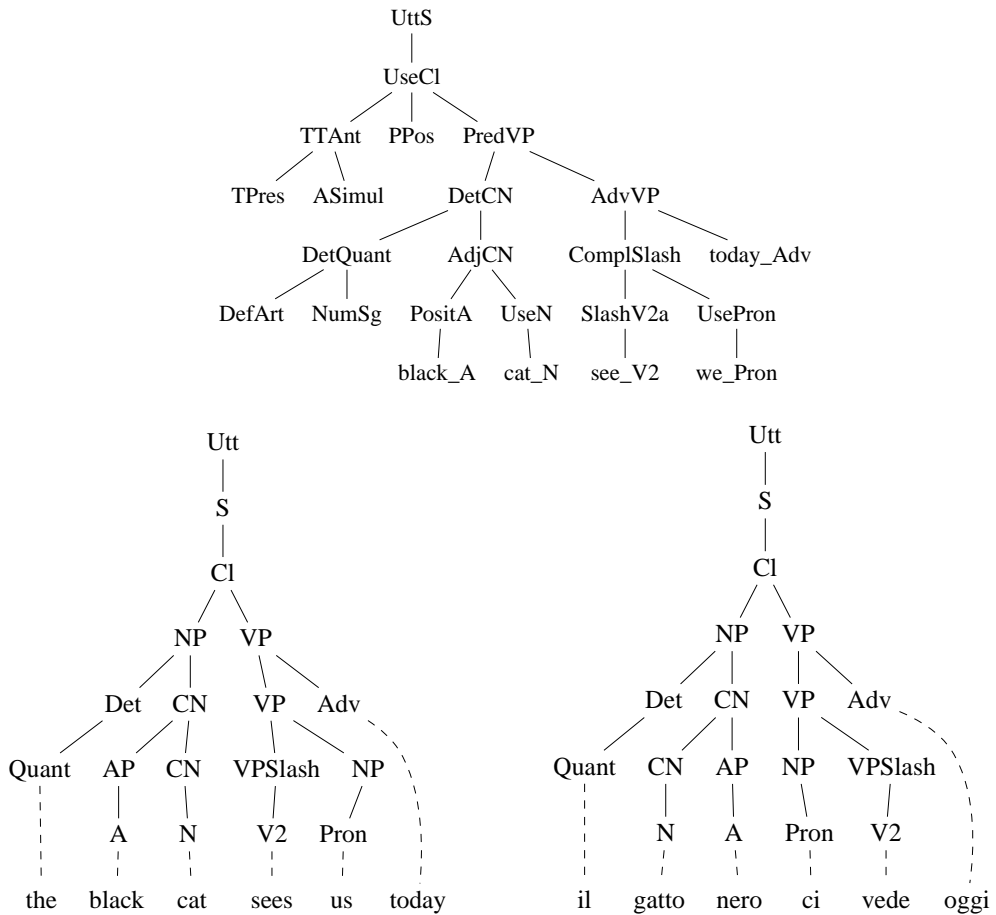 UttS
UseCl
TTAnt PPos PredVP
TPres ASimul DetCN AdvVP
DetQuant AdjCN ComplSlash today_Adv
DefArt NumSg PositA UseN SlashV2a UsePron
black_A cat_N see_V2 we_Pron
Utt
S
Cl
NP VP
Det CN VP Adv
Quant AP CN VPSlash NP
A N V2 Pron
the black cat sees us today
Utt
S
Cl
NP VP
Det CN VP Adv
Quant CN AP NP VPSlash
N A Pron V2
il gatto nero ci vede oggi